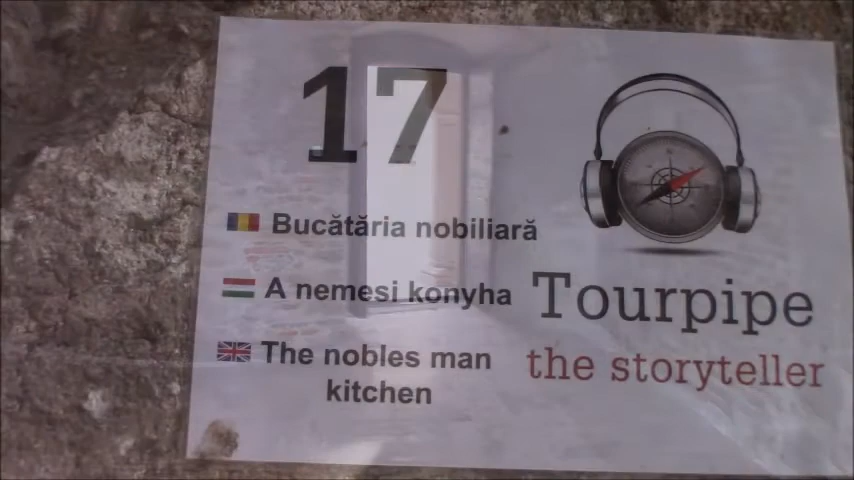 17
Bucătăria nobiliară
A nemesi konyha
The nobles man
kitchen
Tourpipe
the storyteller